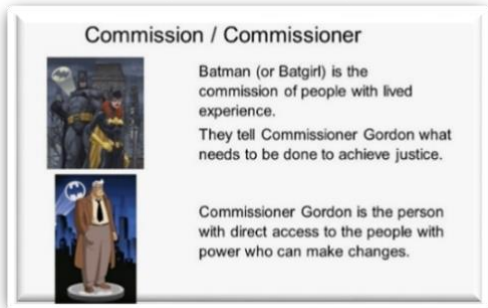 Commission / Commissioner
Batman (or Batgirl) is the
commission of people with lived
experience.
They tell Commissioner Gordon what
needs to be done to achieve justice.
Commissioner Gordon is the person
with direct access to the people with
power who can make changes.